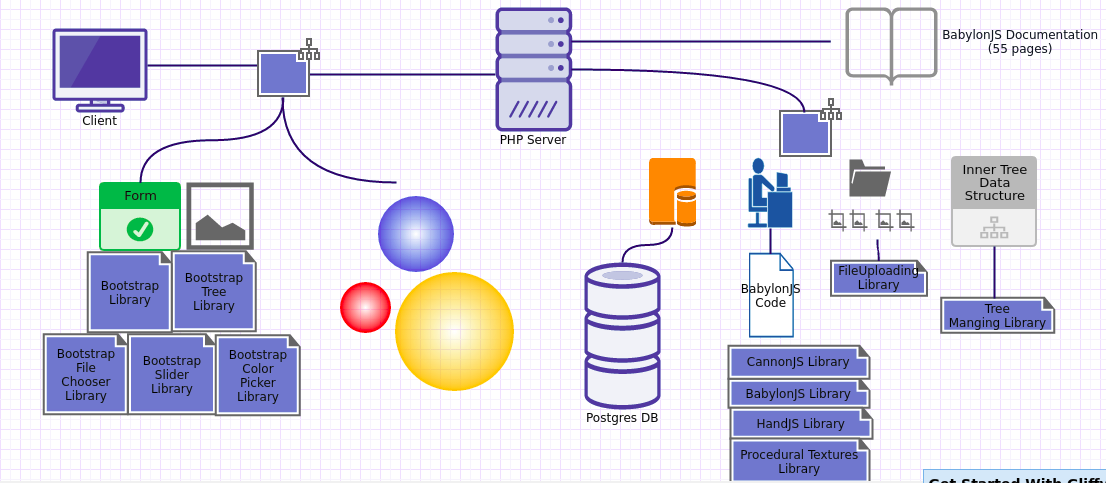 BabylonJS Documentation
(55 pages)
Client
PHP Server
Form
Inner Tree
Data
Structure
Bootstrap
Library
Bootstrap
Tree
Library
BabylonJS
Code
FileUploading
Library
Tree
Manging Library
Bootstrap
File
Chooser
Library
Bootstrap
Slider
Library
Bootstrap
Color
Picker
Library
Postgres DB
CannonJS Library
BabylonJS Library
HandJS Library
Procedural Textures
Library
Get Started With Gliffy